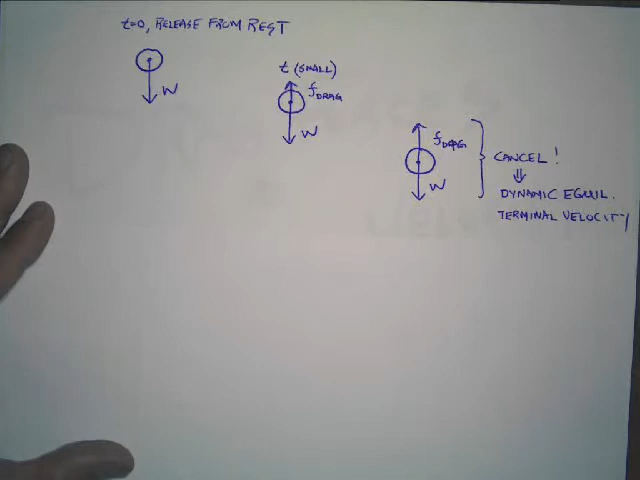 t=0, RELEASE FROM REST
W
t (SMALL)
fDRAG
W
fDRAG
W
CANCEL !
⇓
DYNAMIC EQUIL.
TERMINAL VELOCITY